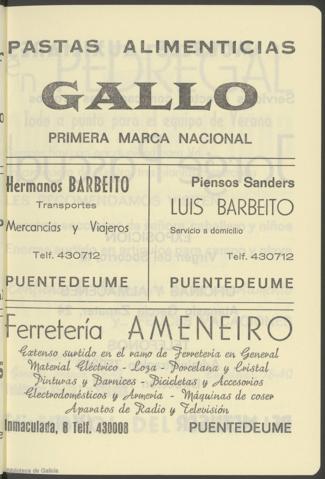 PASTAS ALIMENTICIAS
GALLO
PRIMERA MARCA NACIONAL
Hermanos BARBEITO
Transportes
Mercancías y Viajeros
Telf. 430712
PUENTEDEUME
Piensos Sanders
LUIS BARBEITO
Servicio a domicilio
Telf. 430712
PUENTEDEUME
Ferretería AMENEIRO
Extenso surtido en el ramo de Ferretería en General
Material Eléctrico - Loza - Porcelana y Cristal
Pinturas y Barnices - Bicicletas y Accesorios
Electrodomésticos y Armería - Máquinas de coser
Aparatos de Radio y Televisión
Inmaculada, 8 Telf. 430008 PUENTEDEUME
Biblioteca de Galicia